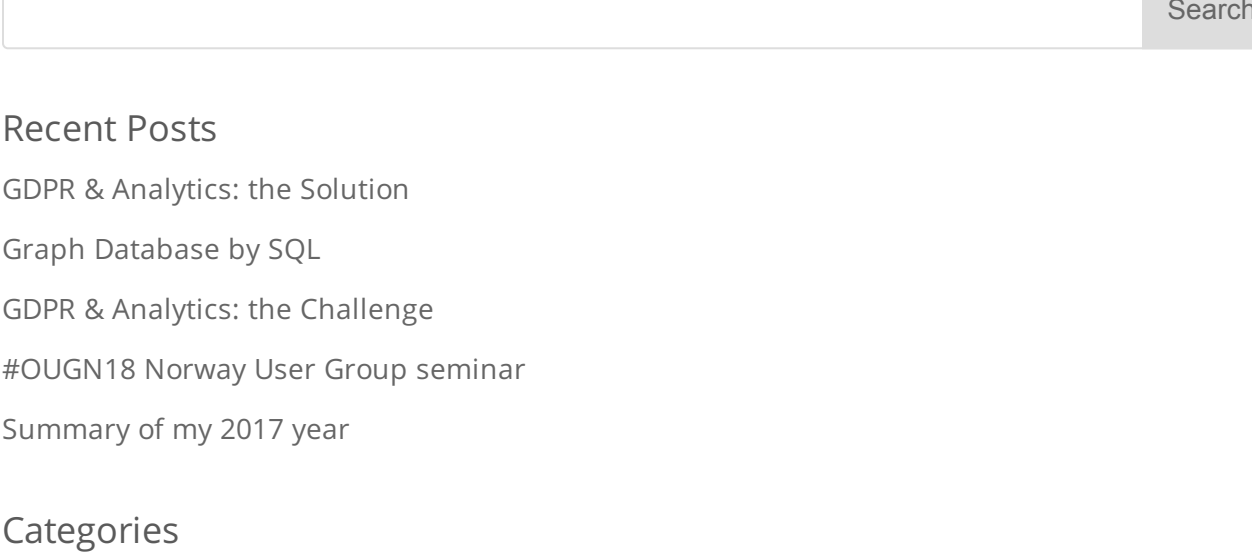 Search
Recent Posts
GDPR & Analytics: the Solution
Graph Database by SQL
GDPR & Analytics: the Challenge
#OUGN18 Norway User Group seminar
Summary of my 2017 year
Categories